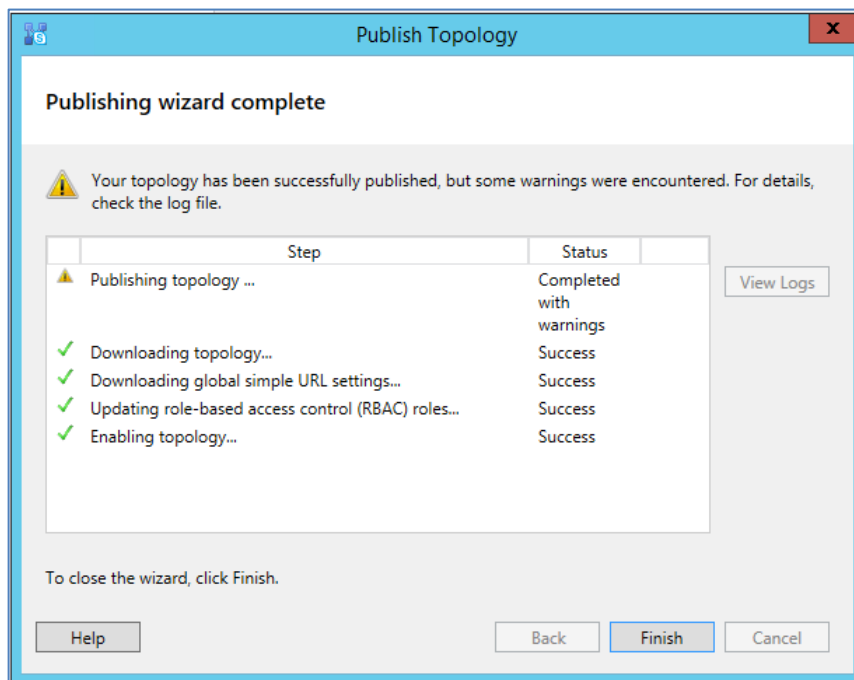 Publish Topology
x
Publishing wizard complete
Your topology has been successfully published, but some warnings were encountered. For details,
check the log file.
Step Status
Publishing topology ... Completed
with
warnings
View Logs
Downloading topology... Success
Downloading global simple URL settings... Success
Updating role-based access control (RBAC) roles... Success
Enabling topology... Success
To close the wizard, click Finish.
Help Back Finish Cancel